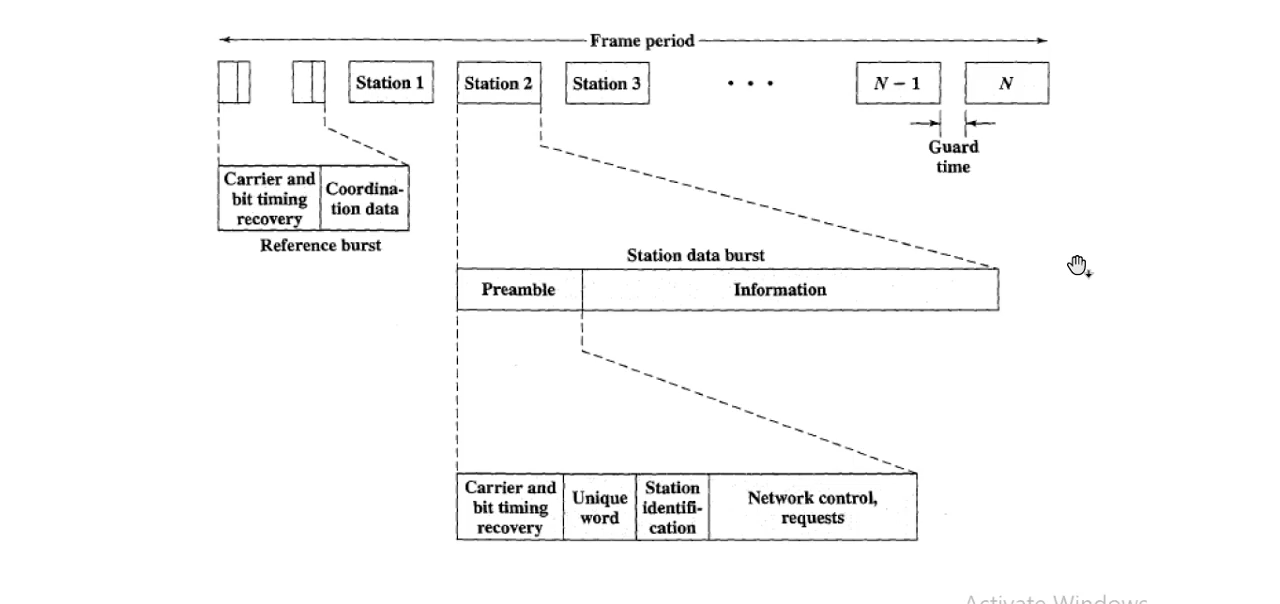 Frame period
Station 1
Station 2
Station 3
. . .
N – 1
N
Guard
time
Carrier and
bit timing
recovery
Coordina-
tion data
Reference burst
Station data burst
Preamble
Information
Carrier and
bit timing
recovery
Unique
word
Station
identifi-
cation
Network control,
requests
Activate Windows